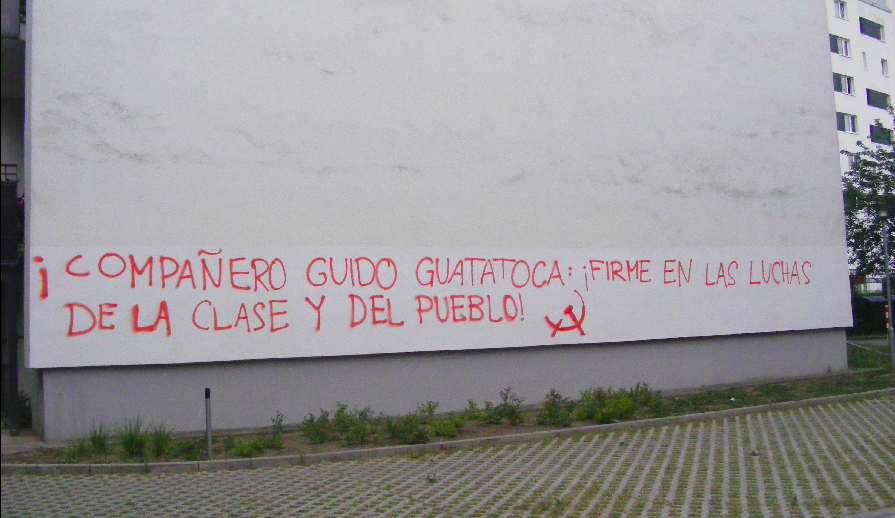 ¡COMPAÑERO GUIDO GUATATOCA: ¡FIRME EN LAS LUCHAS
DE LA CLASE Y DEL PUEBLO!